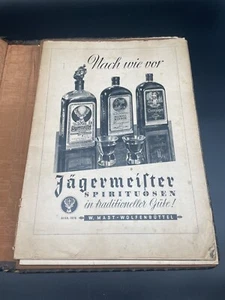 Nach wie vor
Jägermeister
SPIRITUOSEN
in traditioneller Güte!
W. MAST · WOLFENBÜTTEL